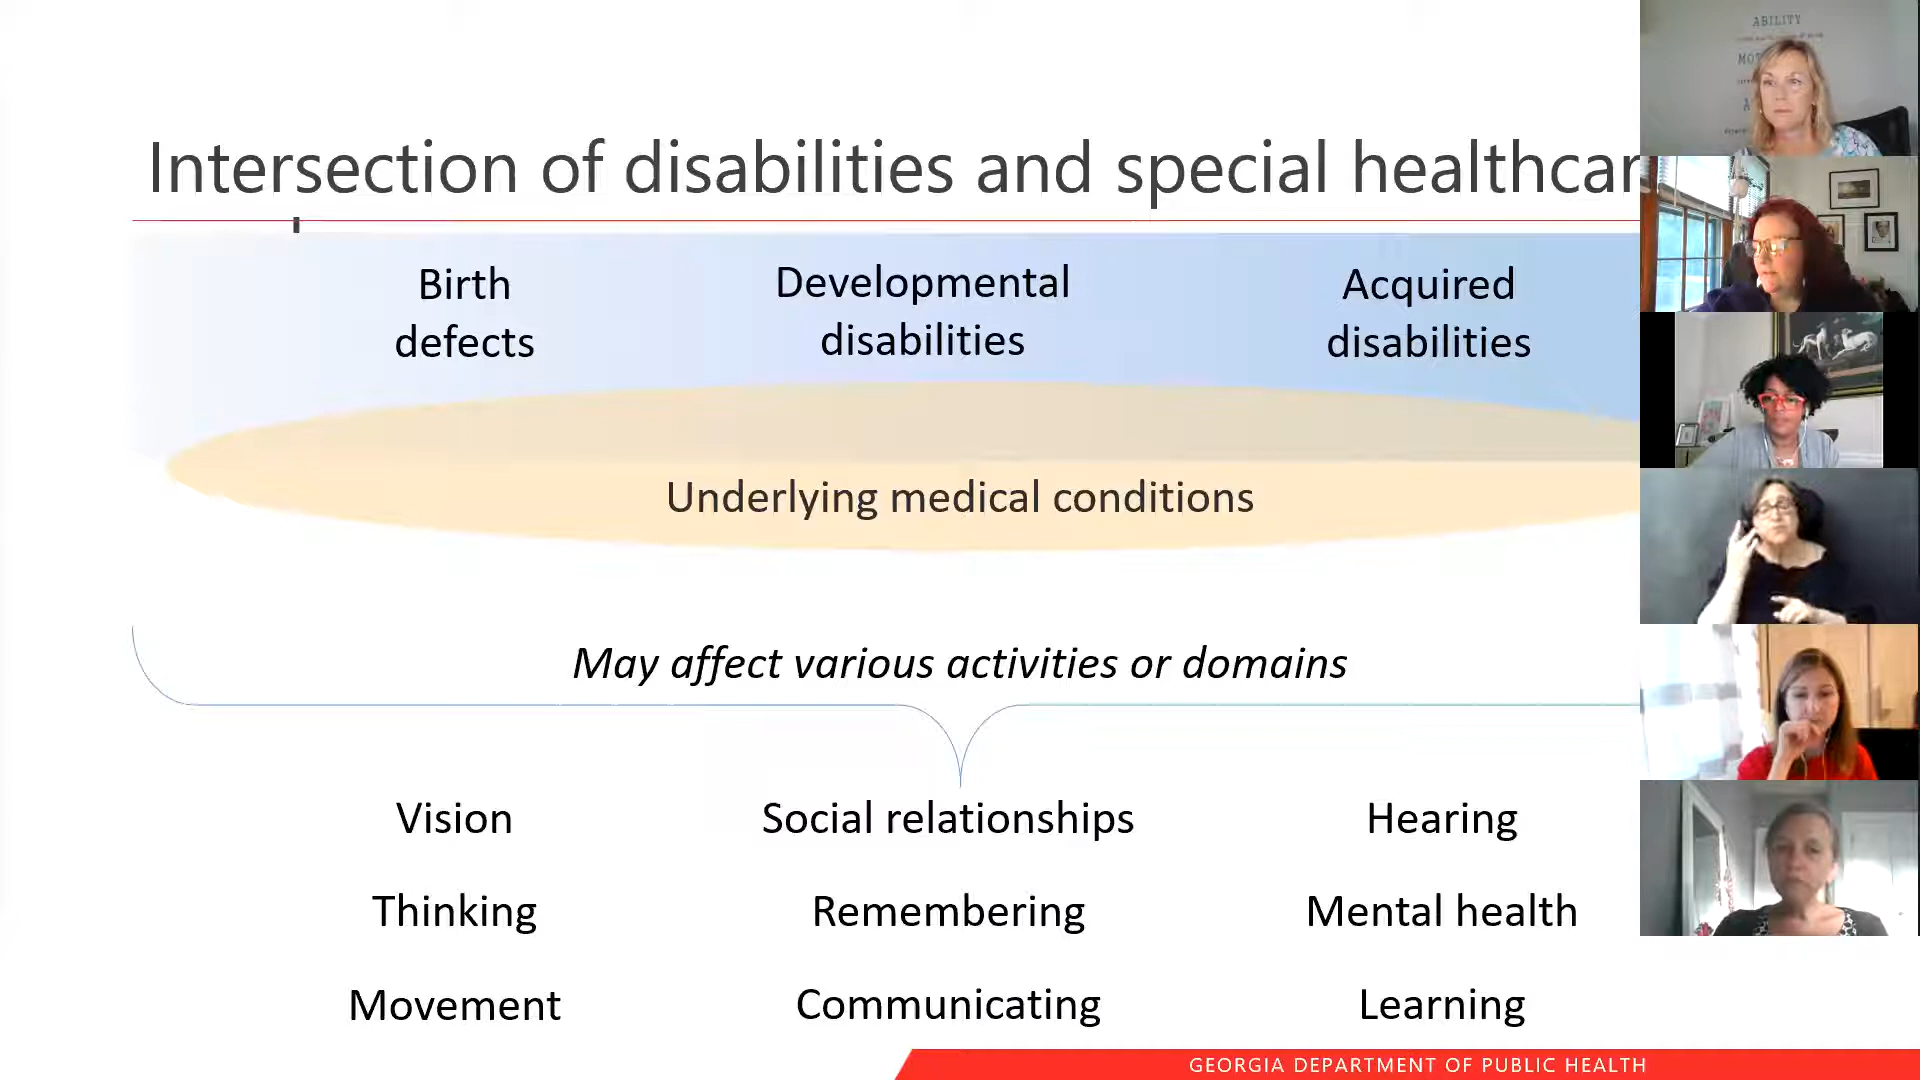 Intersection of disabilities and special healthcar
Birth Developmental Acquired
defects disabilities disabilities
Underlying medical conditions
May affect various activities or domains
Vision Social relationships Hearing
Thinking Remembering Mental health
Movement Communicating Learning
GEORGIA DEPARTMENT OF PUBLIC HEALTH
ABILITY